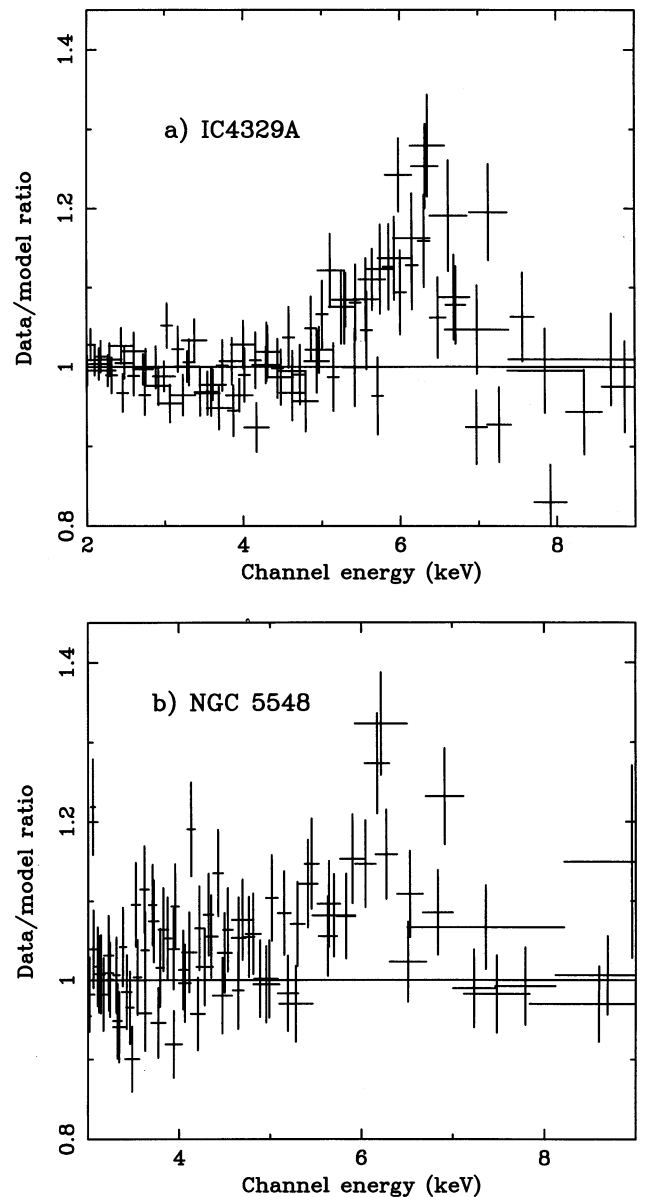 a) IC4329A
Data/model ratio
1.4
1.2
1
0.8
2
4
6
8
Channel energy (keV)
b) NGC 5548
Data/model ratio
1.4
1.2
1
0.8
4
6
8
Channel energy (keV)